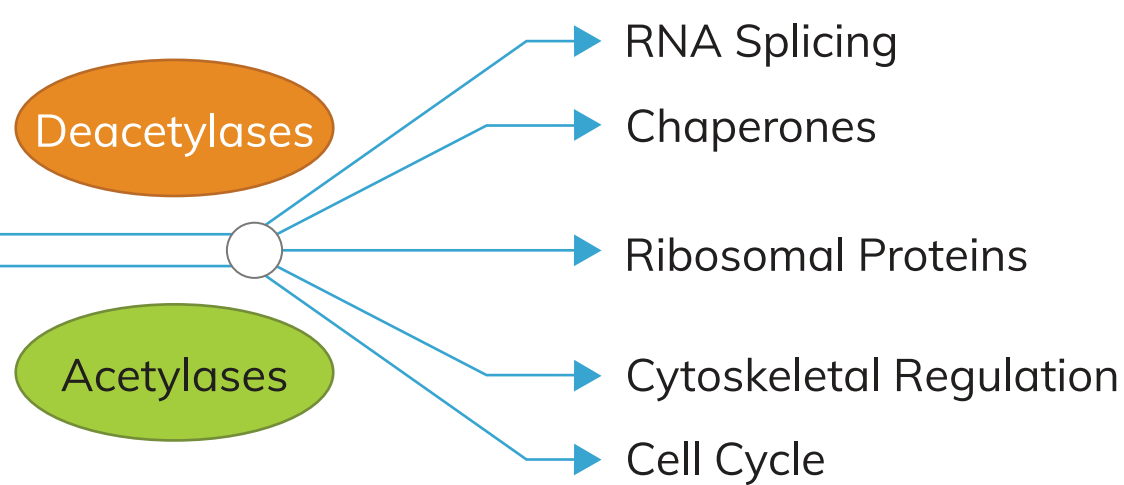 RNA Splicing
Deacetylases
Chaperones
Ribosomal Proteins
Acetylases
Cytoskeletal Regulation
Cell Cycle